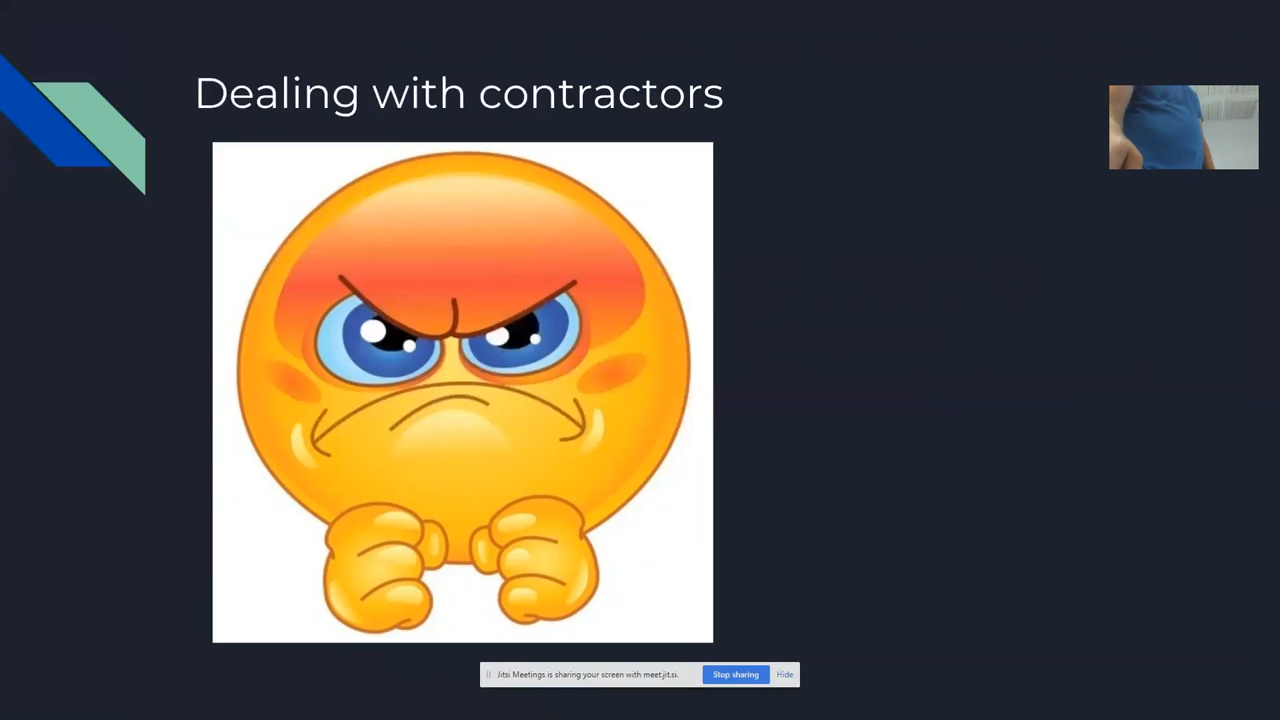 Dealing with contractors
Jitsi Meetings is sharing your screen with meet.jit.si. Stop sharing Hide